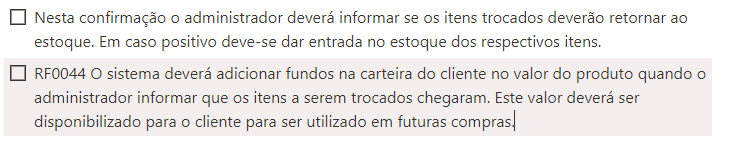 Nesta confirmação o administrador deverá informar se os itens trocados deverão retornar ao
estoque. Em caso positivo deve-se dar entrada no estoque dos respectivos itens.
RF0044 O sistema deverá adicionar fundos na carteira do cliente no valor do produto quando o
administrador informar que os itens a serem trocados chegaram. Este valor deverá ser
disponibilizado para o cliente para ser utilizado em futuras compras.